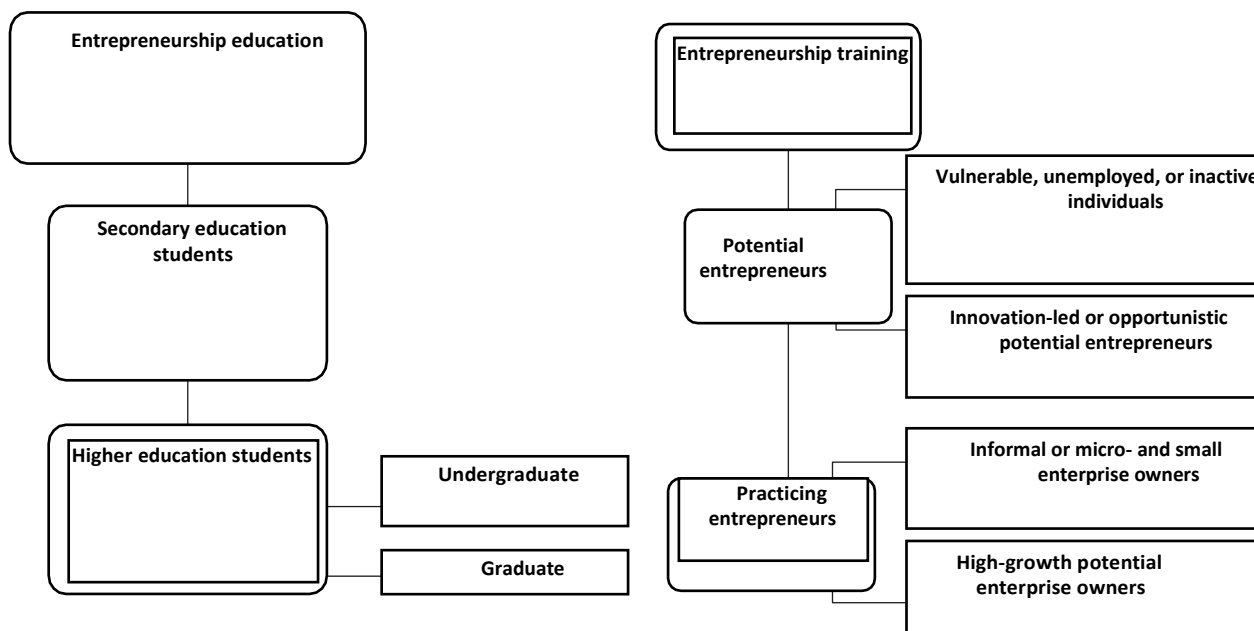 Entrepreneurship education
Secondary education
students
Higher education students
Undergraduate
Graduate
Entrepreneurship training
Potential
entrepreneurs
Vulnerable, unemployed, or inactive
individuals
Innovation-led or opportunistic
potential entrepreneurs
Practicing
entrepreneurs
Informal or micro- and small
enterprise owners
High-growth potential
enterprise owners